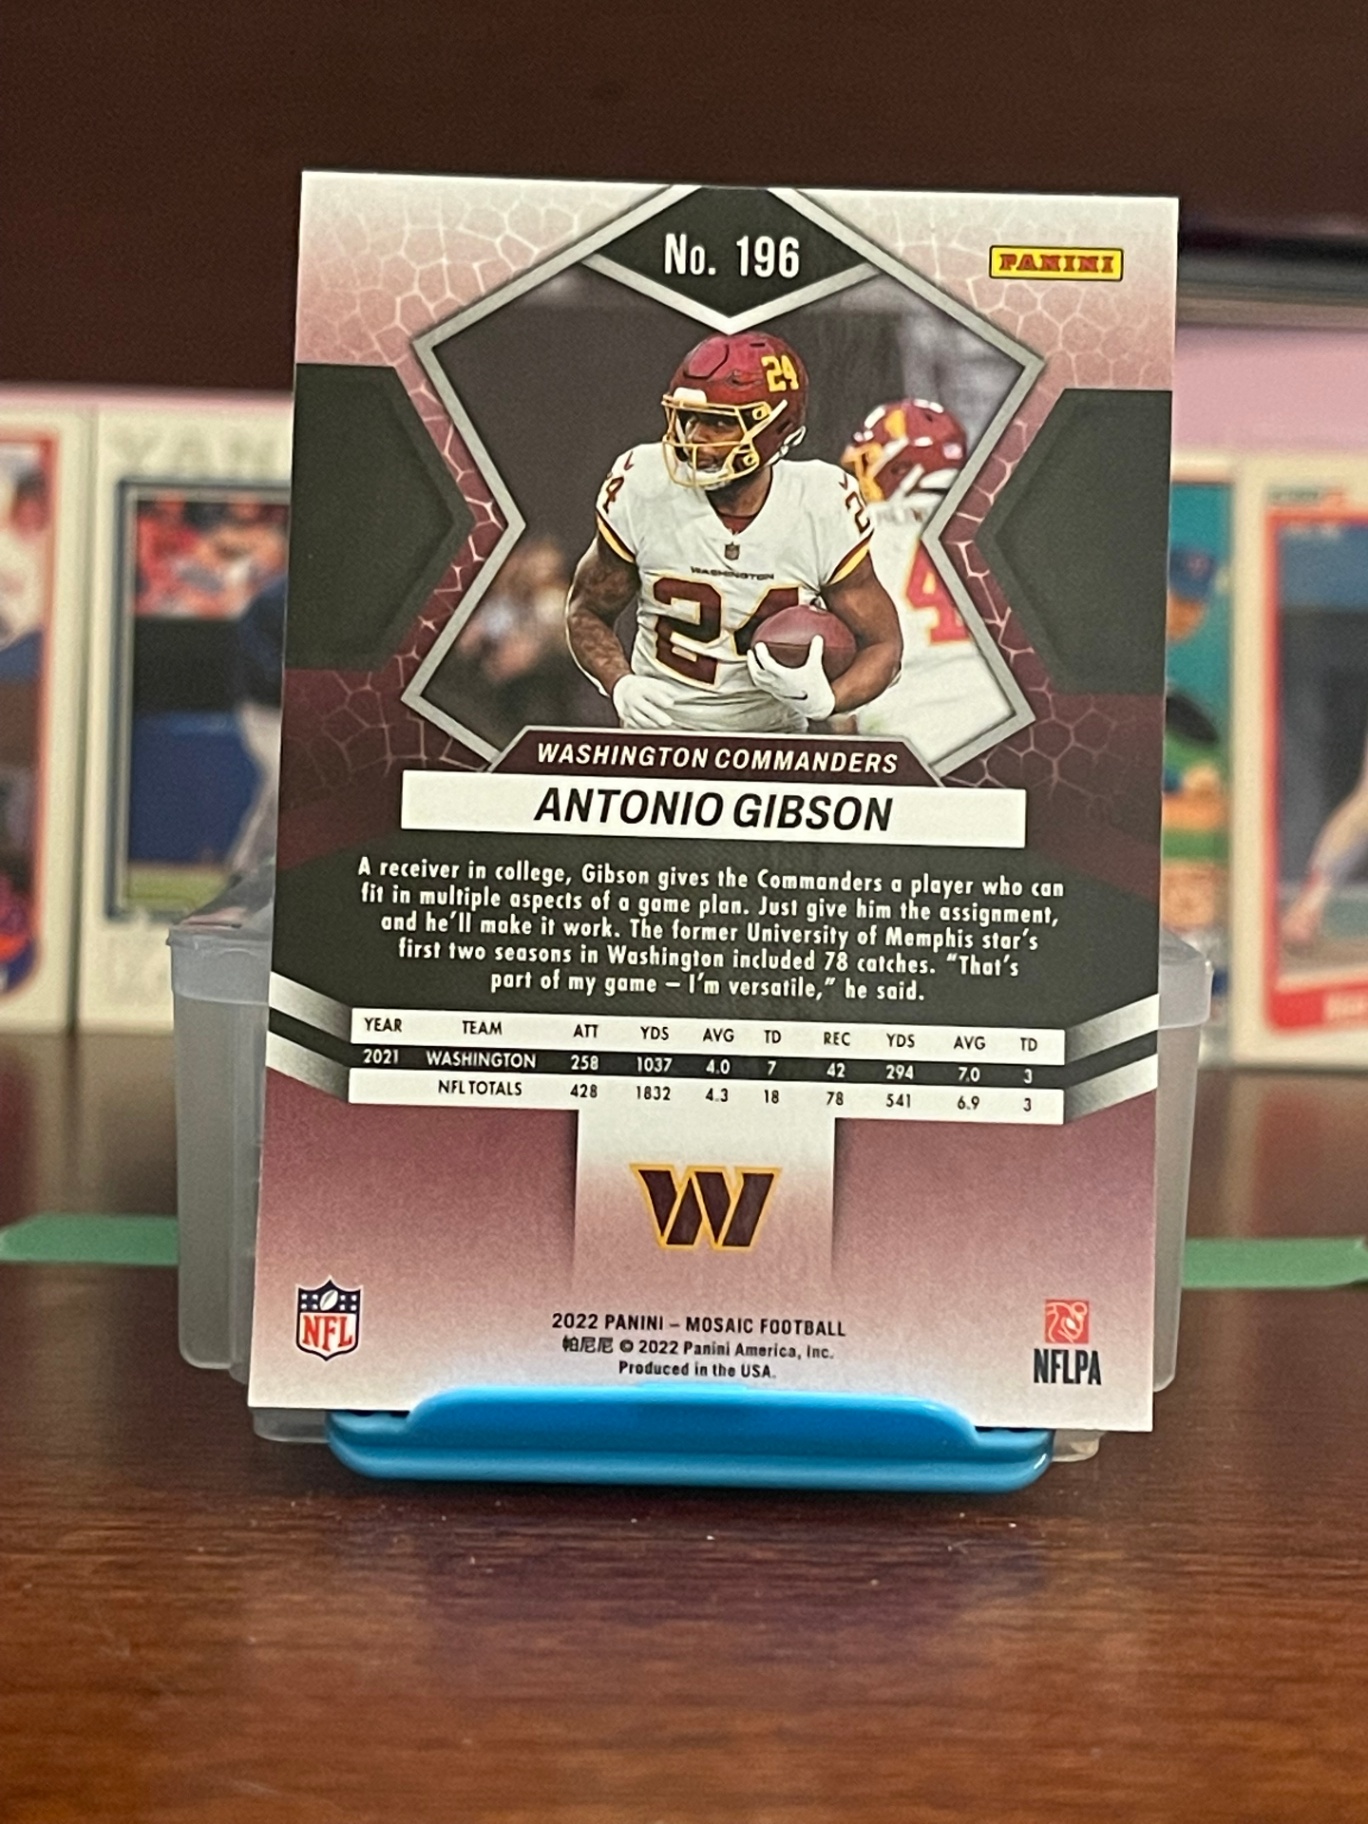 No. 196
PANINI
24
24
2
WASHINGTON
24
4
WASHINGTON COMMANDERS
ANTONIO GIBSON
A receiver in college, Gibson gives the Commanders a player who can
fit in multiple aspects of a game plan. Just give him the assignment,
and he'll make it work. The former University of Memphis star's
first two seasons in Washington included 78 catches. "That's
part of my game – I'm versatile," he said.
YEAR TEAM ATT YDS AVG TD REC YDS AVG TD
2021 WASHINGTON 258 1037 4.0 7 42 294 7.0 3
NFL TOTALS 428 1832 4.3 18 78 541 6.9 3
W
NFL
2022 PANINI – MOSAIC FOOTBALL
帕尼尼 © 2022 Panini America, Inc.
Produced in the USA.
NFLPA